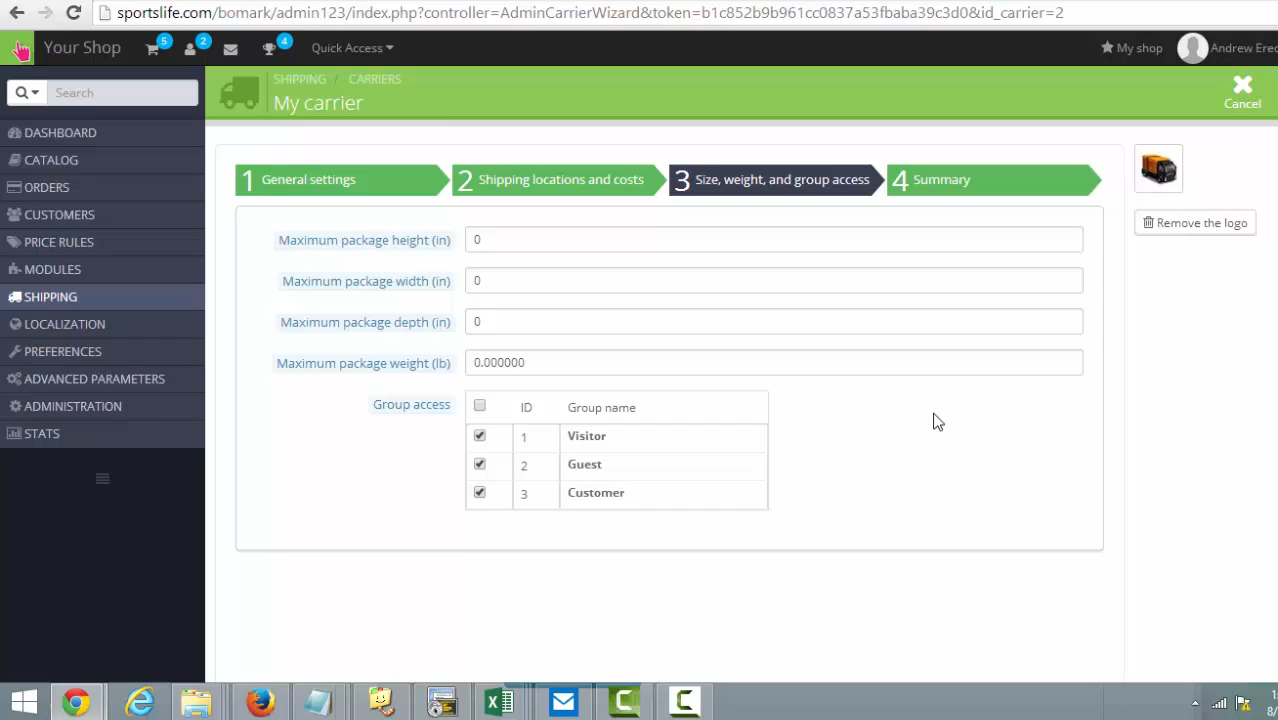 sportslife.com/bomark/admin123/index.php?controller=AdminCarrierWizard&token=b1c852b9b961cc0837a53fbaba39c3d0&id_carrier=2
Your Shop 5 2 4 Quick Access My shop Andrew Ered
Search
SHIPPING / CARRIERS
My carrier
Cancel
DASHBOARD
CATALOG
ORDERS
CUSTOMERS
PRICE RULES
MODULES
SHIPPING
LOCALIZATION
PREFERENCES
ADVANCED PARAMETERS
ADMINISTRATION
STATS
1 General settings 2 Shipping locations and costs 3 Size, weight, and group access 4 Summary
Maximum package height (in) 0
Maximum package width (in) 0
Maximum package depth (in) 0
Maximum package weight (lb) 0.000000
Group access ID Group name
1 Visitor
2 Guest
3 Customer
Remove the logo